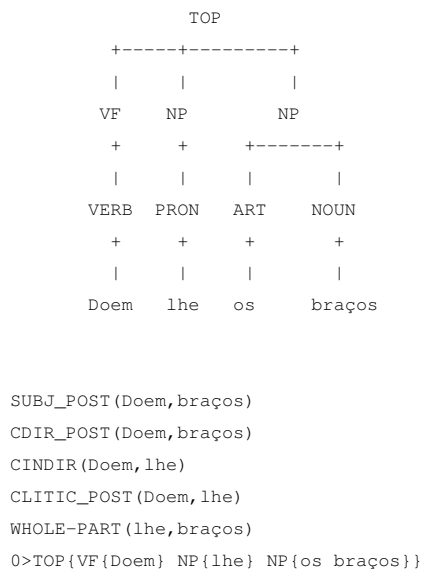 TOP
+-----+---------+
| | |
VF NP NP
+ + +-------+
| | | |
VERB PRON ART NOUN
+ + + +
| | | |
Doem lhe os braços
SUBJ_POST(Doem,braços)
CDIR_POST(Doem,braços)
CINDIR(Doem,lhe)
CLITIC_POST(Doem,lhe)
WHOLE-PART(lhe,braços)
0>TOP{VF{Doem} NP{lhe} NP{os braços}}